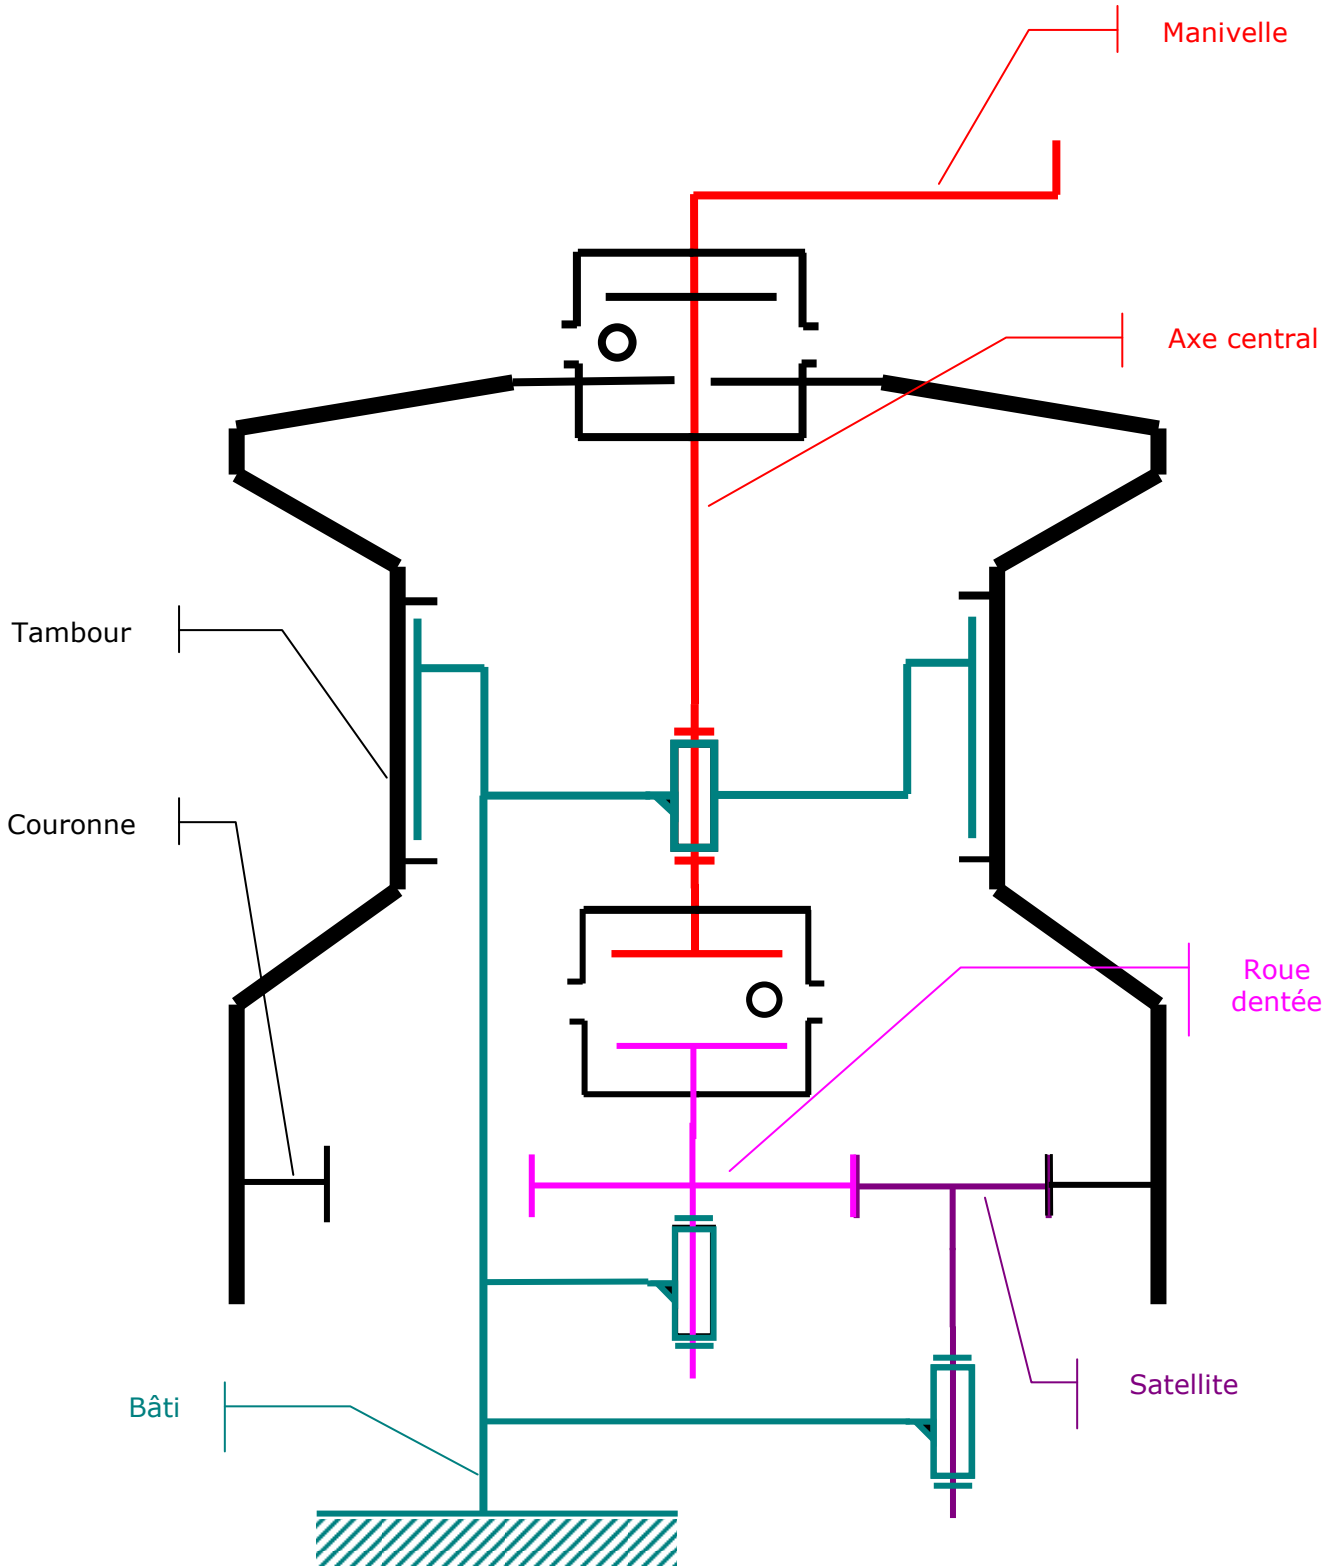 Manivelle
Axe central
Tambour
Couronne
Roue
dentée
Satellite
Bâti